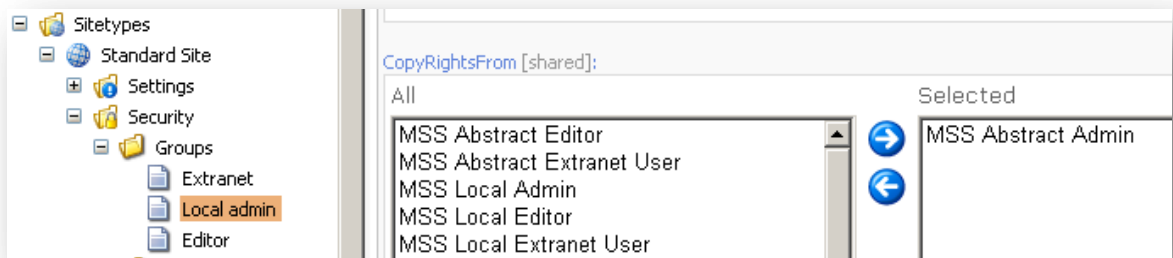 Sitetypes
Standard Site
Settings
Security
Groups
Extranet
Local admin
Editor
CopyRightsFrom [shared]:
All
MSS Abstract Editor
MSS Abstract Extranet User
MSS Local Admin
MSS Local Editor
MSS Local Extranet User
Selected
MSS Abstract Admin